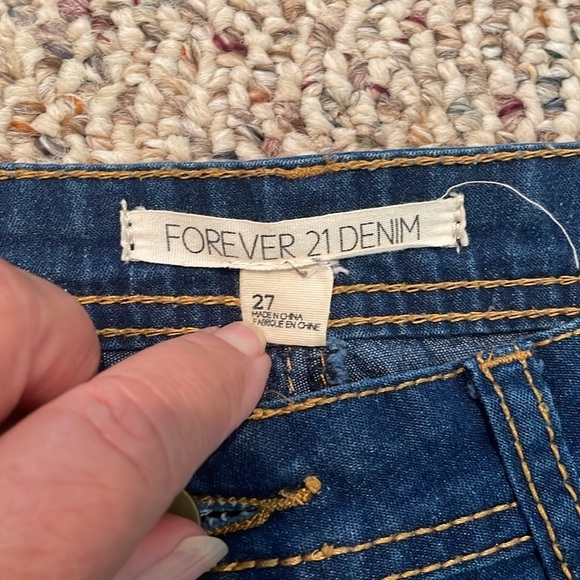 FOREVER 21 DENIM
27
MADE IN CHINA
FABRIQUÉ EN CHINE